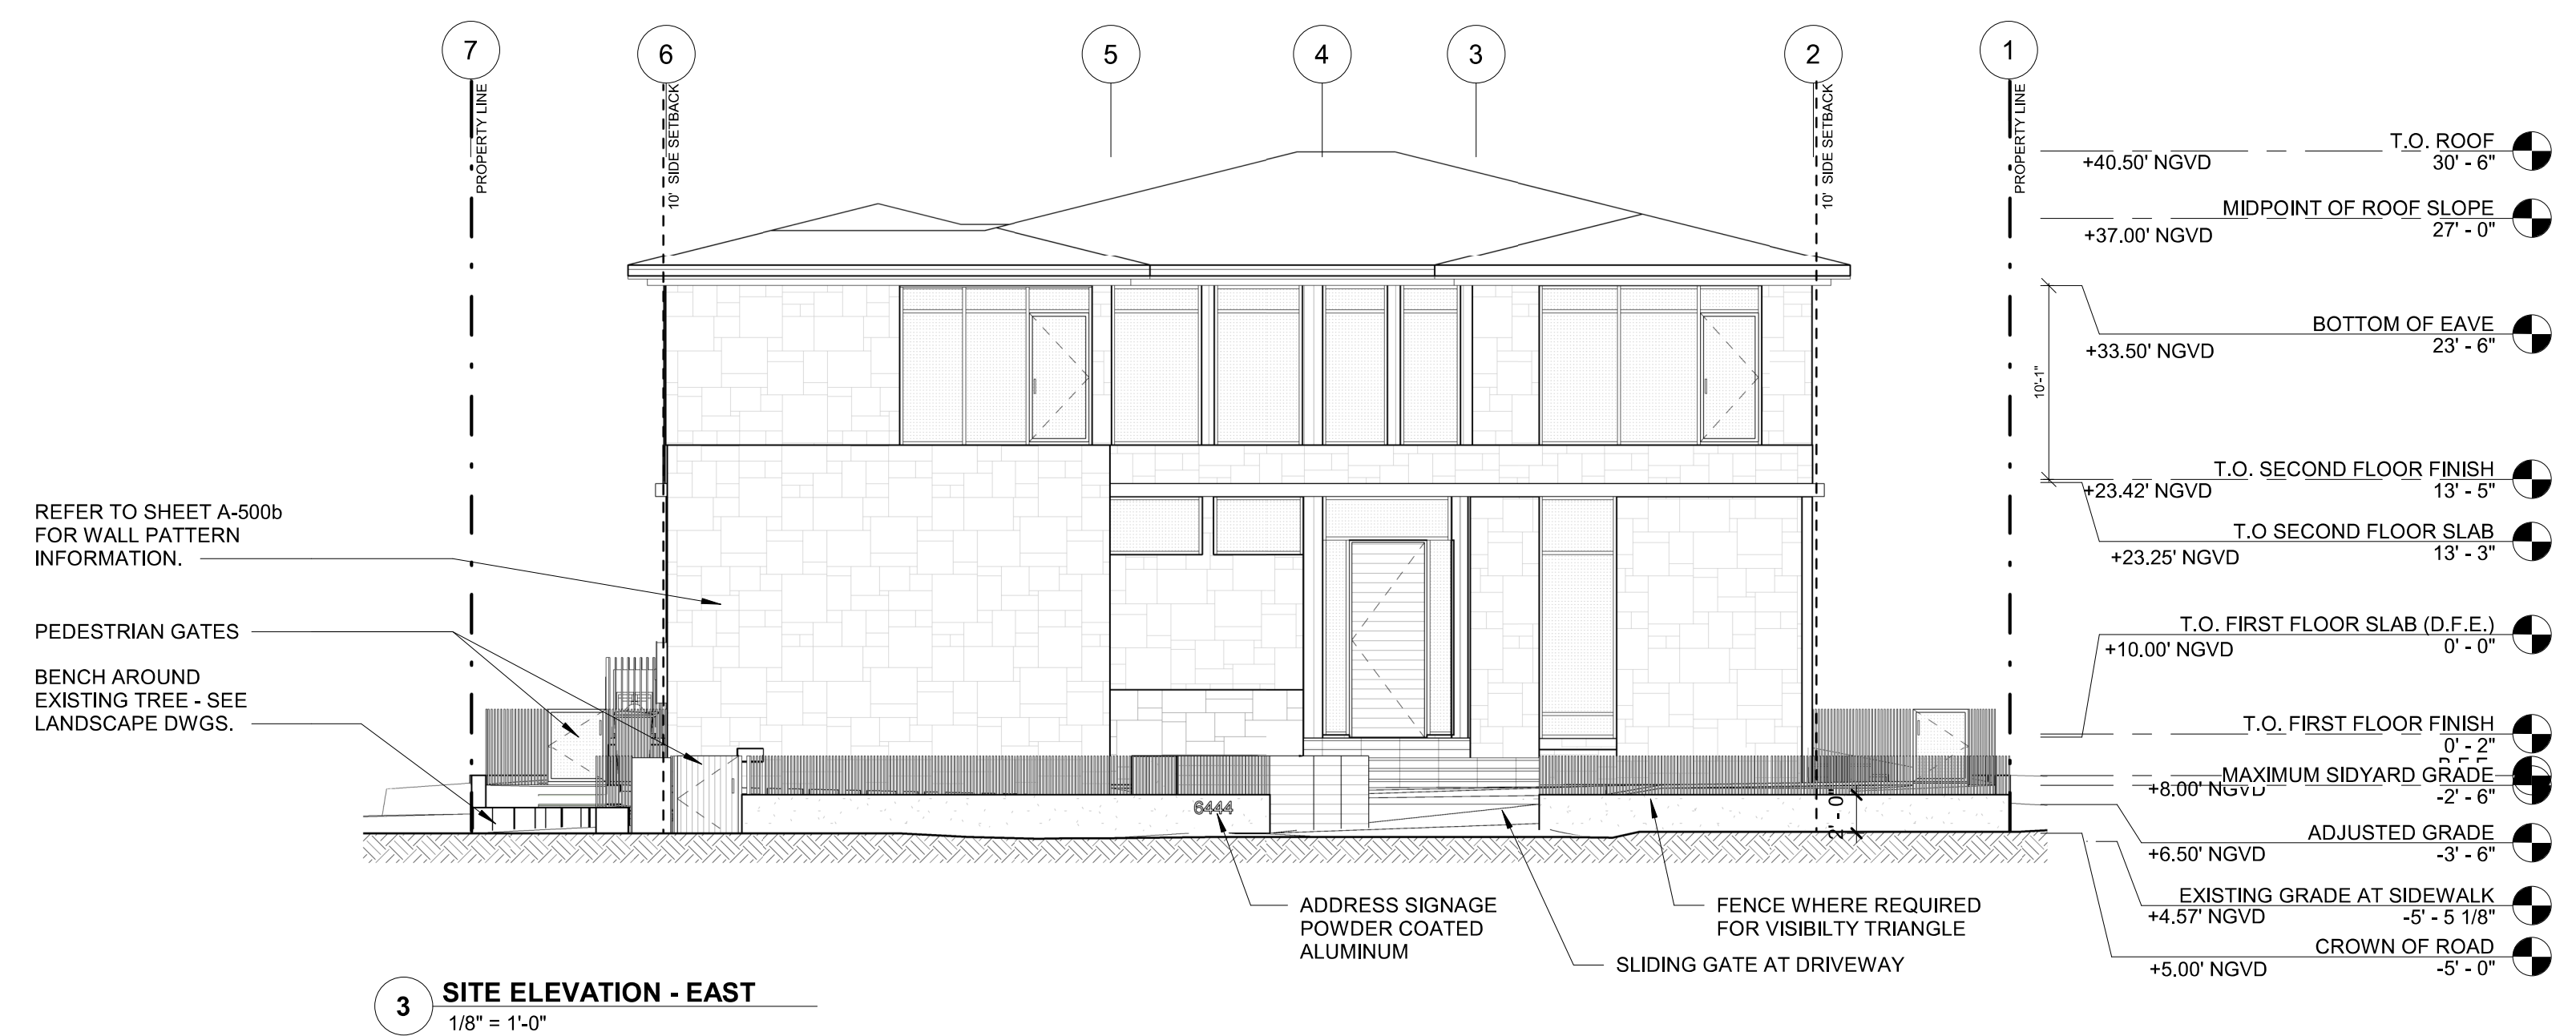 7
6
5
4
3
2
1
PROPERTY LINE
10' SIDE SETBACK
10' SIDE SETBACK
PROPERTY LINE
T.O. ROOF
+40.50' NGVD 30' - 6"
MIDPOINT OF ROOF SLOPE
+37.00' NGVD 27' - 0"
BOTTOM OF EAVE
+33.50' NGVD 23' - 6"
10'-1"
T.O. SECOND FLOOR FINISH
+23.42' NGVD 13' - 5"
T.O SECOND FLOOR SLAB
+23.25' NGVD 13' - 3"
T.O. FIRST FLOOR SLAB (D.F.E.)
+10.00' NGVD 0' - 0"
T.O. FIRST FLOOR FINISH
0' - 2"
MAXIMUM SIDYARD GRADE
+8.00' NGVD -2' - 6"
ADJUSTED GRADE
+6.50' NGVD -3' - 6"
EXISTING GRADE AT SIDEWALK
+4.57' NGVD -5' - 5 1/8"
CROWN OF ROAD
+5.00' NGVD -5' - 0"
REFER TO SHEET A-500b
FOR WALL PATTERN
INFORMATION.
PEDESTRIAN GATES
BENCH AROUND
EXISTING TREE - SEE
LANDSCAPE DWGS.
6444
2' - 0"
ADDRESS SIGNAGE
POWDER COATED
ALUMINUM
FENCE WHERE REQUIRED
FOR VISIBILTY TRIANGLE
SLIDING GATE AT DRIVEWAY
3 SITE ELEVATION - EAST
1/8" = 1'-0"